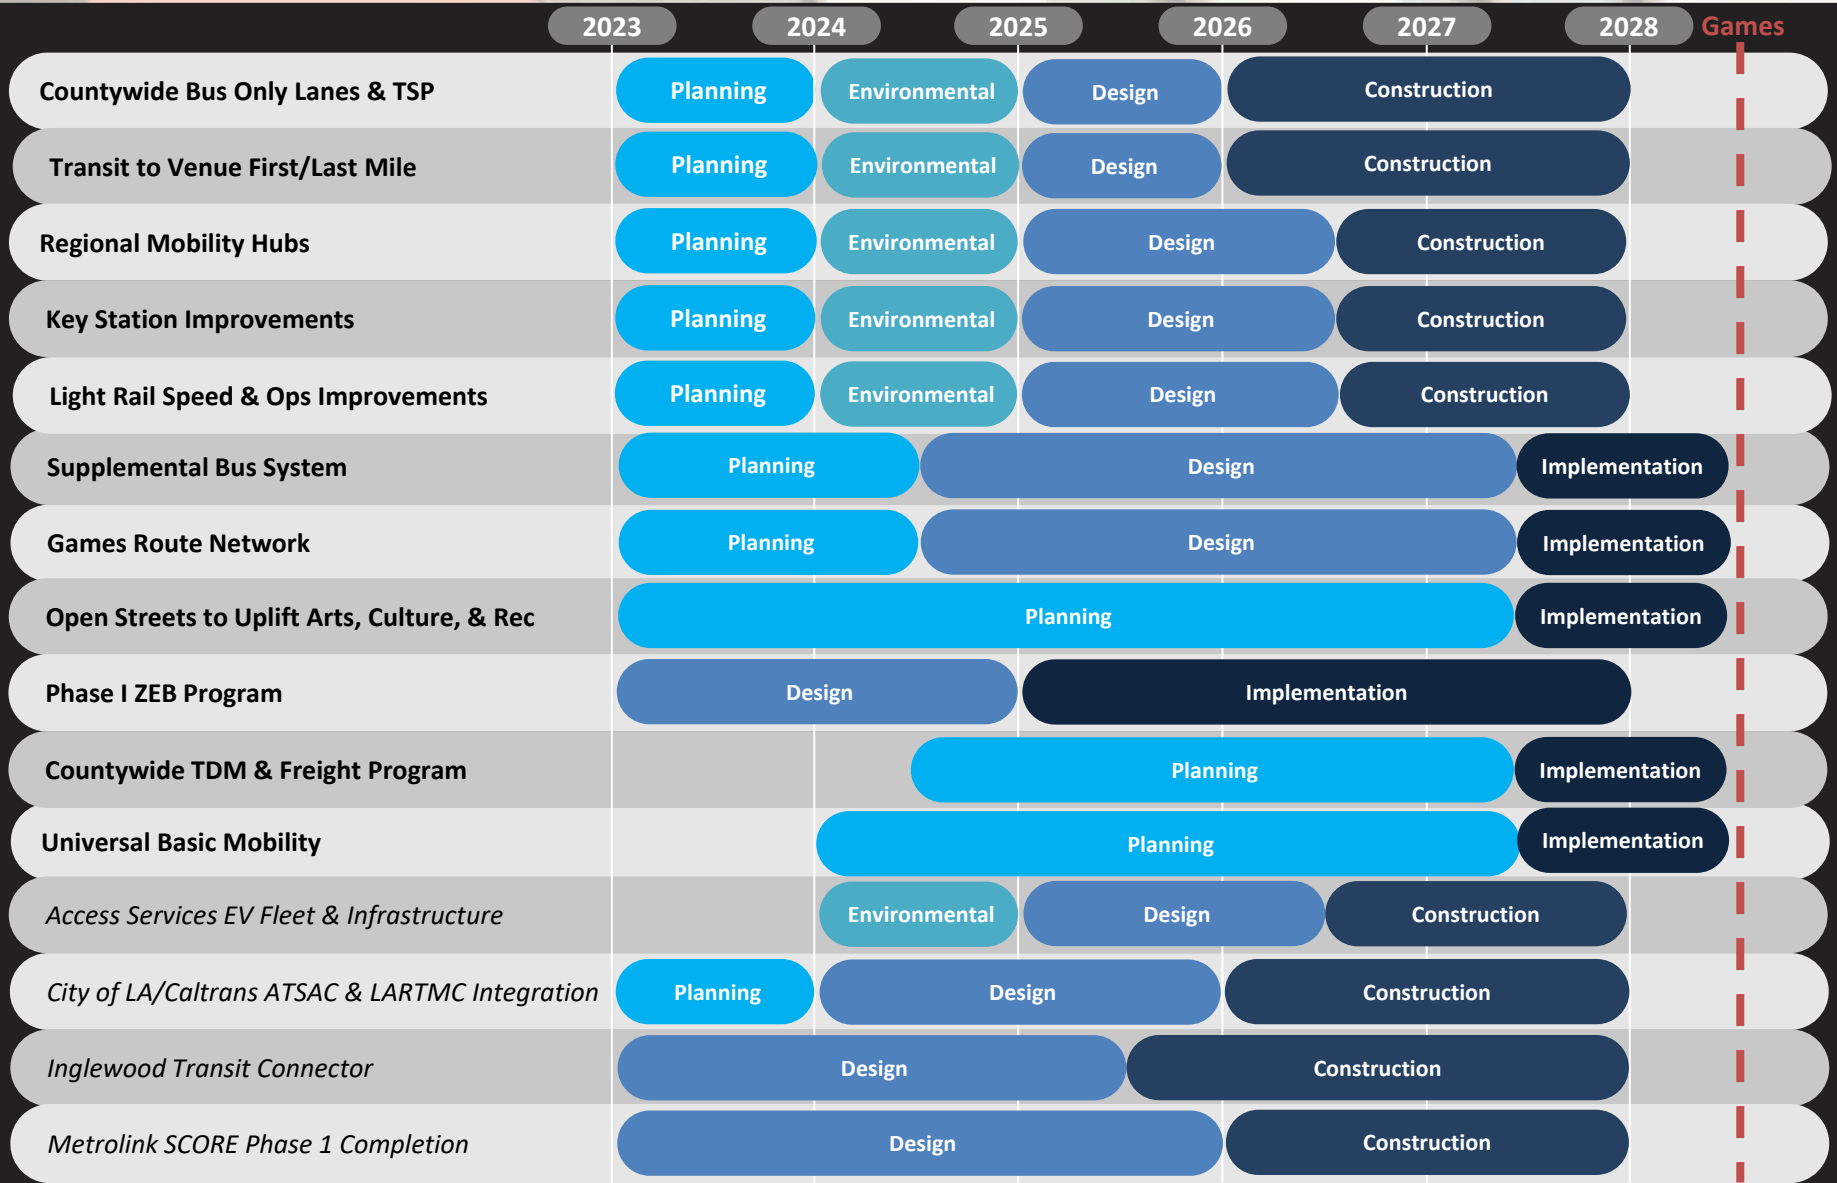 2023 2024 2025 2026 2027 2028 Games
Countywide Bus Only Lanes & TSP Planning Environmental Design Construction
Transit to Venue First/Last Mile Planning Environmental Design Construction
Regional Mobility Hubs Planning Environmental Design Construction
Key Station Improvements Planning Environmental Design Construction
Light Rail Speed & Ops Improvements Planning Environmental Design Construction
Supplemental Bus System Planning Design Implementation
Games Route Network Planning Design Implementation
Open Streets to Uplift Arts, Culture, & Rec Planning Implementation
Phase I ZEB Program Design Implementation
Countywide TDM & Freight Program Planning Implementation
Universal Basic Mobility Planning Implementation
Access Services EV Fleet & Infrastructure Environmental Design Construction
City of LA/Caltrans ATSAC & LARTMC Integration Planning Design Construction
Inglewood Transit Connector Design Construction
Metrolink SCORE Phase 1 Completion Design Construction